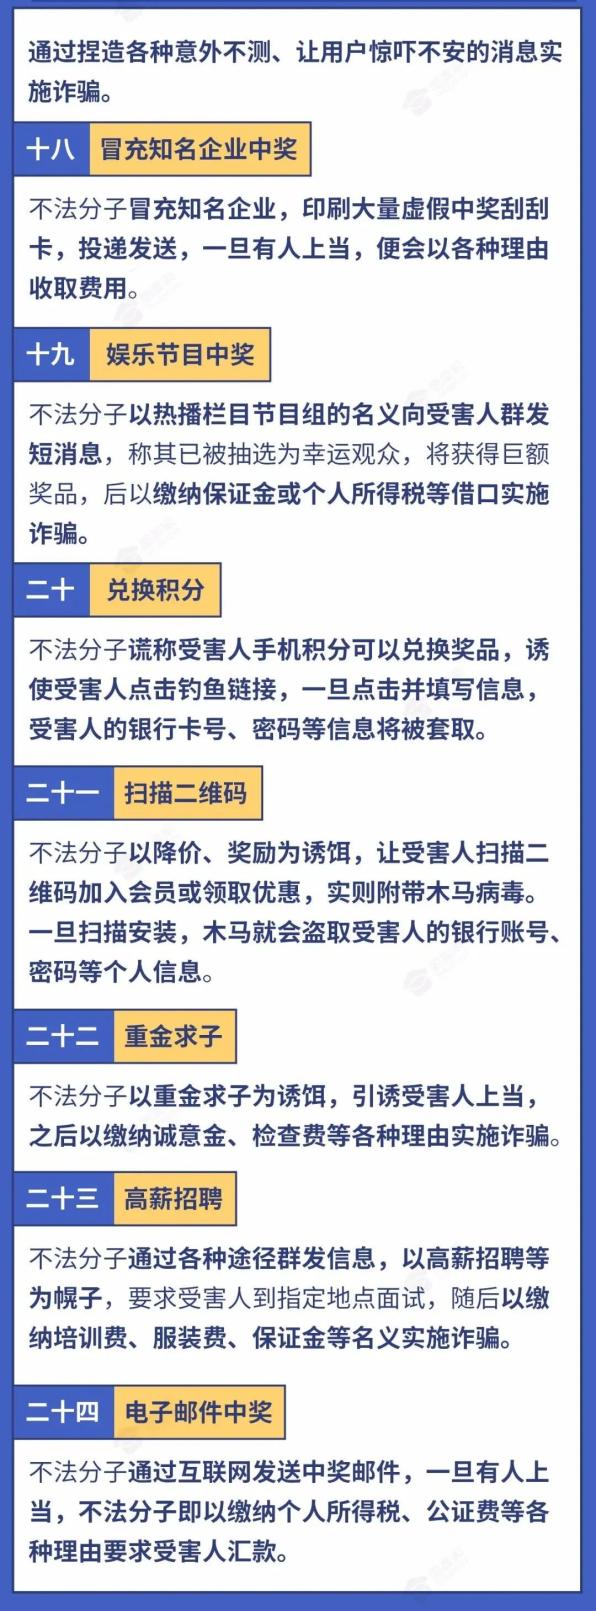 通过捏造各种意外不测、让用户惊吓不安的消息实
施诈骗。
十八 冒充知名企业中奖
不法分子冒充知名企业，印刷大量虚假中奖刮刮
卡，投递发送，一旦有人上当，便会以各种理由
收取费用。
十九 娱乐节目中奖
不法分子以热播栏目节目组的名义向受害人群发
短消息，称其已被抽选为幸运观众，将获得巨额
奖品，后以缴纳保证金或个人所得税等借口实施
诈骗。
二十 兑换积分
不法分子谎称受害人手机积分可以兑换奖品，诱
使受害人点击钓鱼链接，一旦点击并填写信息，
受害人的银行卡号、密码等信息将被套取。
二十一 扫描二维码
不法分子以降价、奖励为诱饵，让受害人扫描二
维码加入会员或领取优惠，实则附带木马病毒。
一旦扫描安装，木马就会盗取受害人的银行账号、
密码等个人信息。
二十二 重金求子
不法分子以重金求子为诱饵，引诱受害人上当，
之后以缴纳诚意金、检查费等各种理由实施诈骗。
二十三 高薪招聘
不法分子通过各种途径群发信息，以高薪招聘等
为幌子，要求受害人到指定地点面试，随后以缴
纳培训费、服装费、保证金等名义实施诈骗。
二十四 电子邮件中奖
不法分子通过互联网发送中奖邮件，一旦有人上
当，不法分子即以缴纳个人所得税、公证费等各
种理由要求受害人汇款。